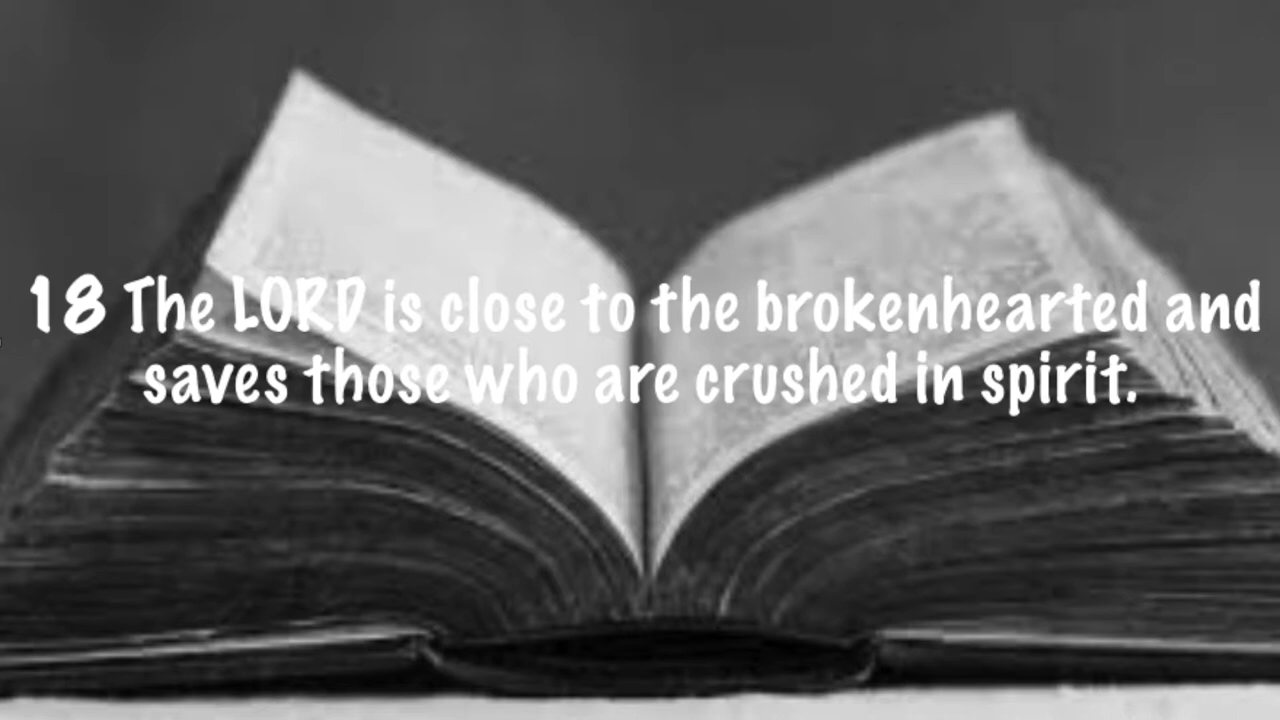 18 The LORD is close to the brokenhearted and
saves those who are crushed in spirit.